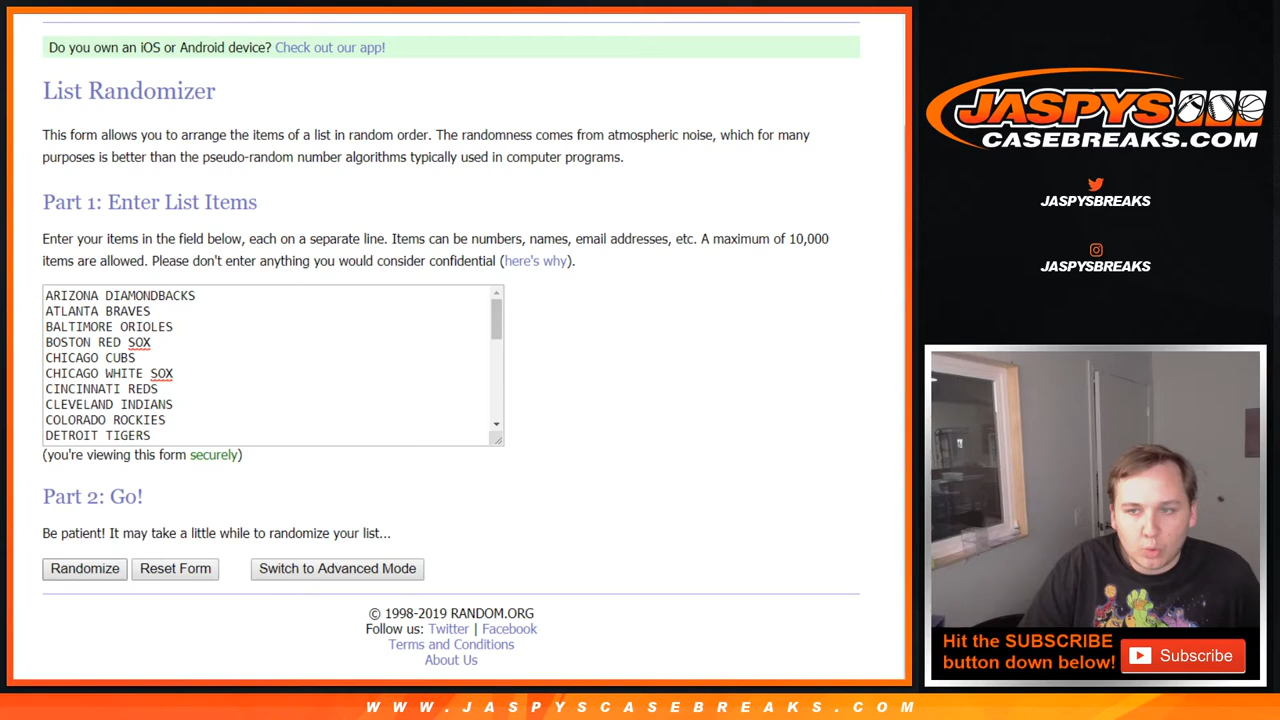 Do you own an iOS or Android device? Check out our app!
List Randomizer
This form allows you to arrange the items of a list in random order. The randomness comes from atmospheric noise, which for many
purposes is better than the pseudo-random number algorithms typically used in computer programs.
Part 1: Enter List Items
Enter your items in the field below, each on a separate line. Items can be numbers, names, email addresses, etc. A maximum of 10,000
items are allowed. Please don't enter anything you would consider confidential (here's why).
ARIZONA DIAMONDBACKS
ATLANTA BRAVES
BALTIMORE ORIOLES
BOSTON RED SOX
CHICAGO CUBS
CHICAGO WHITE SOX
CINCINNATI REDS
CLEVELAND INDIANS
COLORADO ROCKIES
DETROIT TIGERS
(you're viewing this form securely)
Part 2: Go!
Be patient! It may take a little while to randomize your list...
Randomize Reset Form Switch to Advanced Mode
© 1998-2019 RANDOM.ORG
Follow us: Twitter | Facebook
Terms and Conditions
About Us
JASPYS
CASEBREAKS.COM
JASPYSBREAKS
JASPYSBREAKS
Hit the SUBSCRIBE
button down below!
Subscribe
WWW.JASPYSCASEBREAKS.COM